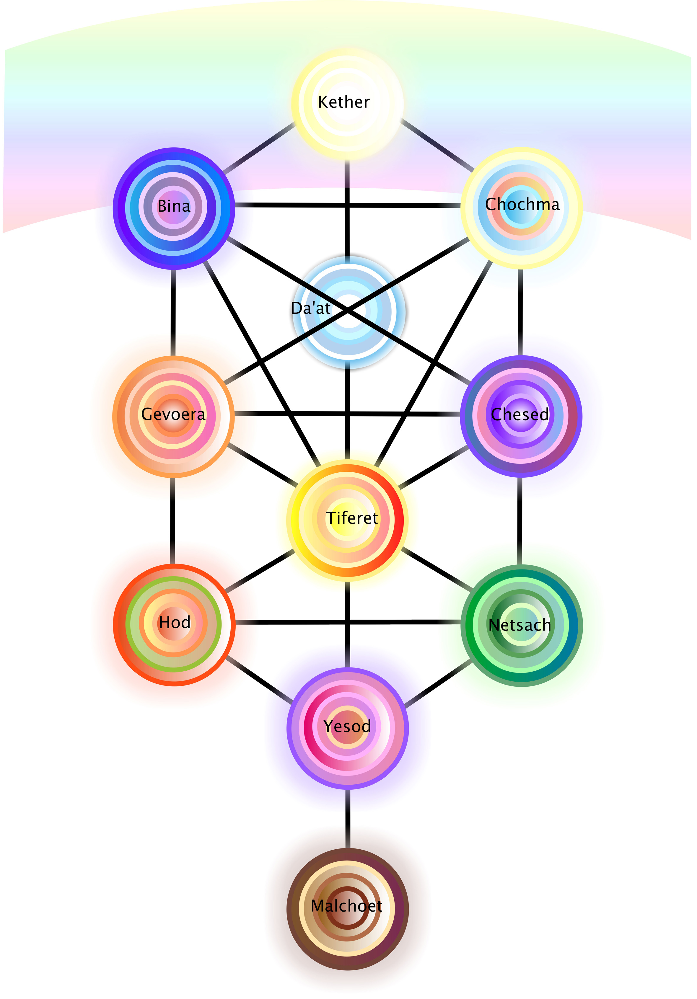 Kether
Bina
Chochma
Da'at
Gevoera
Chesed
Tiferet
Hod
Netsach
Yesod
Malchoet